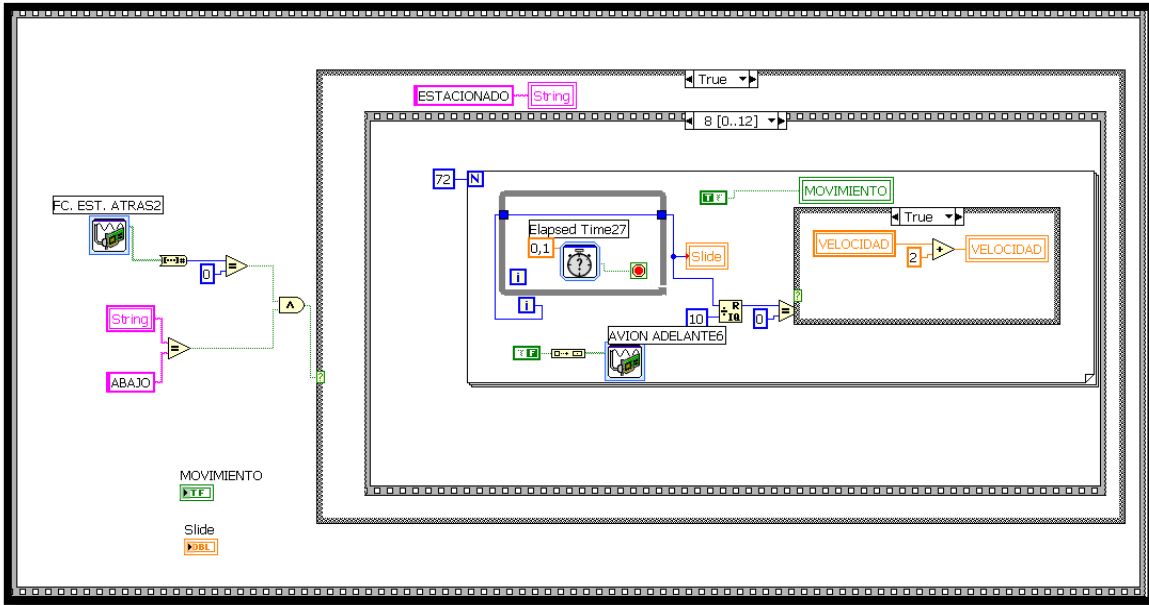 True
ESTACIONADO
String
8 [0..12]
72
N
MOVIMIENTO
FC. EST. ATRAS2
True
Elapsed Time27
0,1
VELOCIDAD
VELOCIDAD
2
Slide
i
i
0
String
10
R
IQ
0
AVION ADELANTE6
ABAJO
F
T
MOVIMIENTO
TF
Slide
DBL